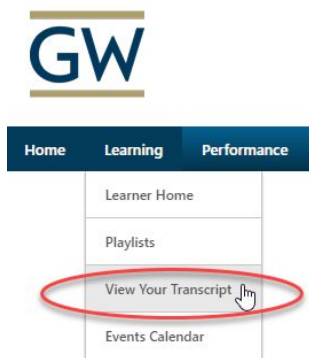 GW
Home Learning Performance
Learner Home
Playlists
View Your Transcript
Events Calendar